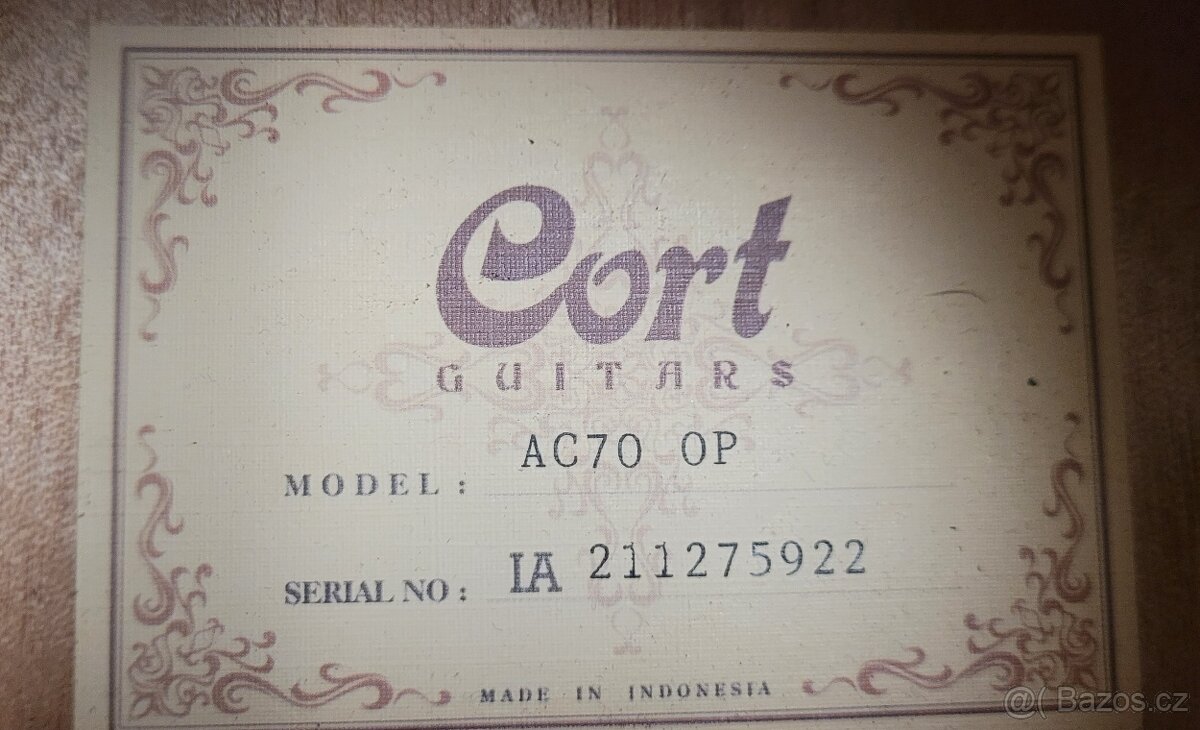 Cort
GUITARS
MODEL : AC70 OP
SERIAL NO : IA 211275922
MADE IN INDONESIA
@( Bazos.cz